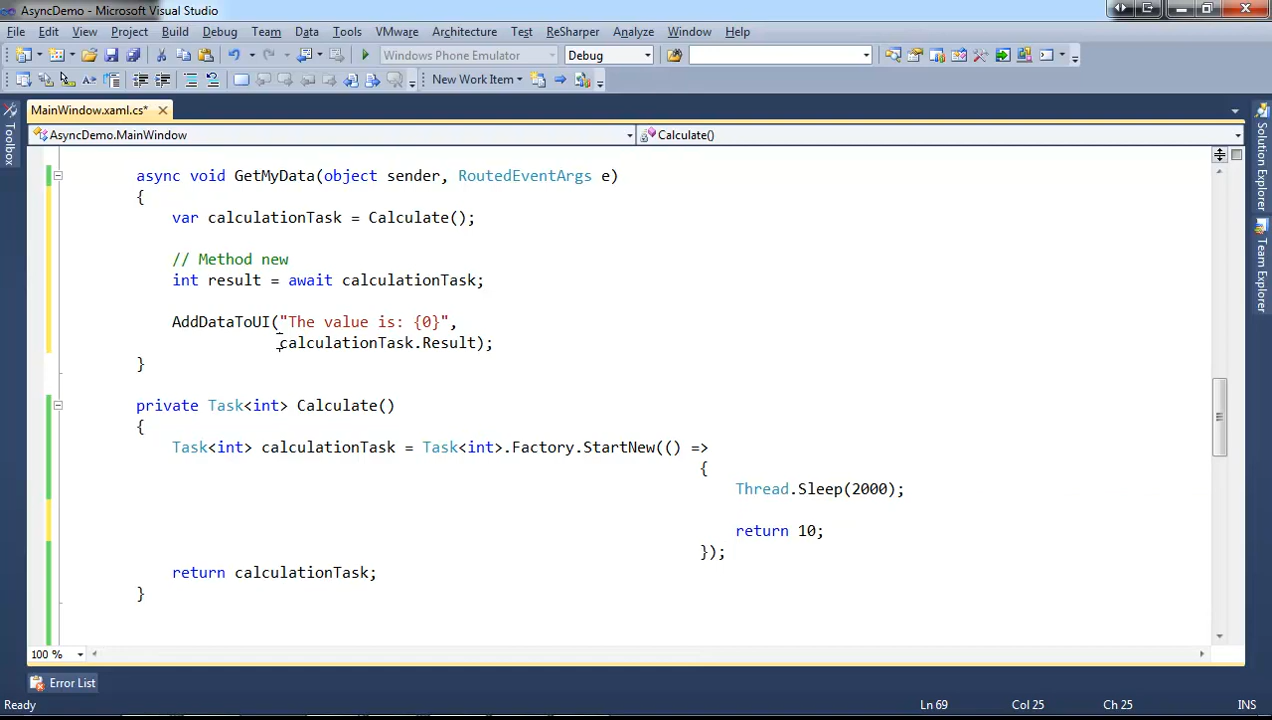 AsyncDemo - Microsoft Visual Studio
File Edit View Project Build Debug Team Data Tools VMware Architecture Test ReSharper Analyze Window Help
Windows Phone Emulator Debug
New Work Item
MainWindow.xaml.cs*
AsyncDemo.MainWindow Calculate()
Toolbox
Solution Explorer
Team Explorer
async void GetMyData(object sender, RoutedEventArgs e)
{
var calculationTask = Calculate();
// Method new
int result = await calculationTask;
AddDataToUI("The value is: {0}",
calculationTask.Result);
}
private Task<int> Calculate()
{
Task<int> calculationTask = Task<int>.Factory.StartNew(() =>
{
Thread.Sleep(2000);
return 10;
});
return calculationTask;
}
100 %
Error List
Ready Ln 69 Col 25 Ch 25 INS